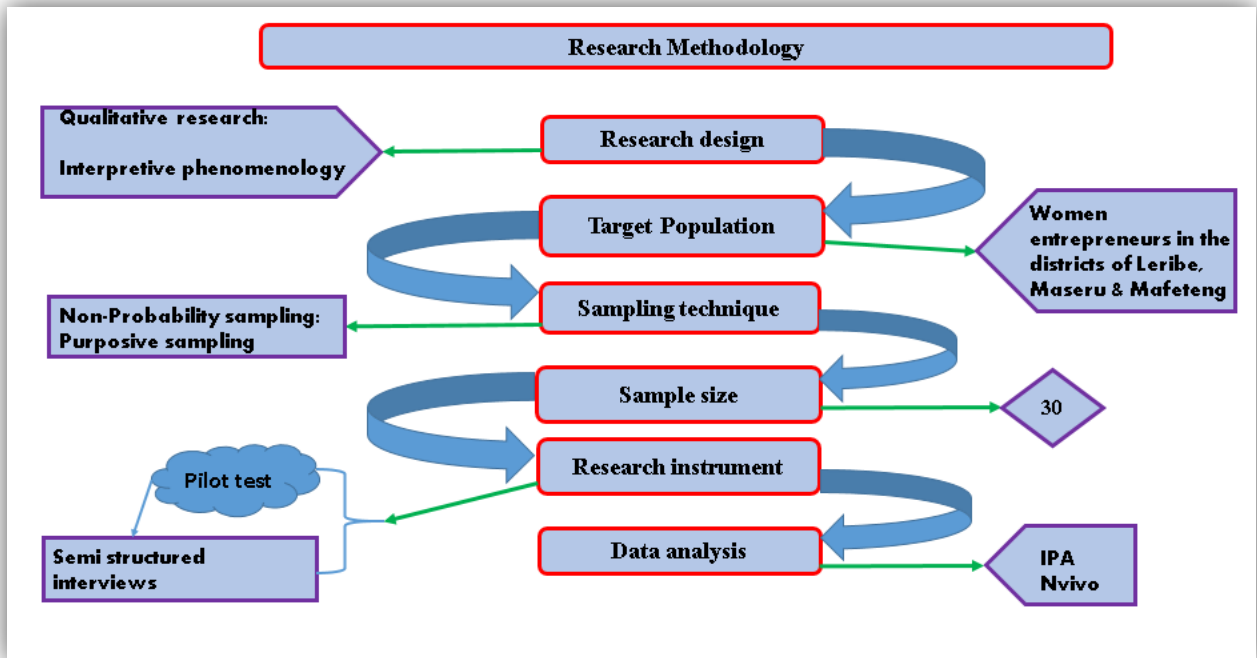 Research Methodology
Qualitative research:
Interpretive phenomenology
Research design
Target Population
Women
entrepreneurs in the
districts of Leribe,
Maseru & Mafeteng
Sampling technique
Non-Probability sampling:
Purposive sampling
Sample size
30
Research instrument
Pilot test
Semi structured
interviews
Data analysis
IPA
Nvivo